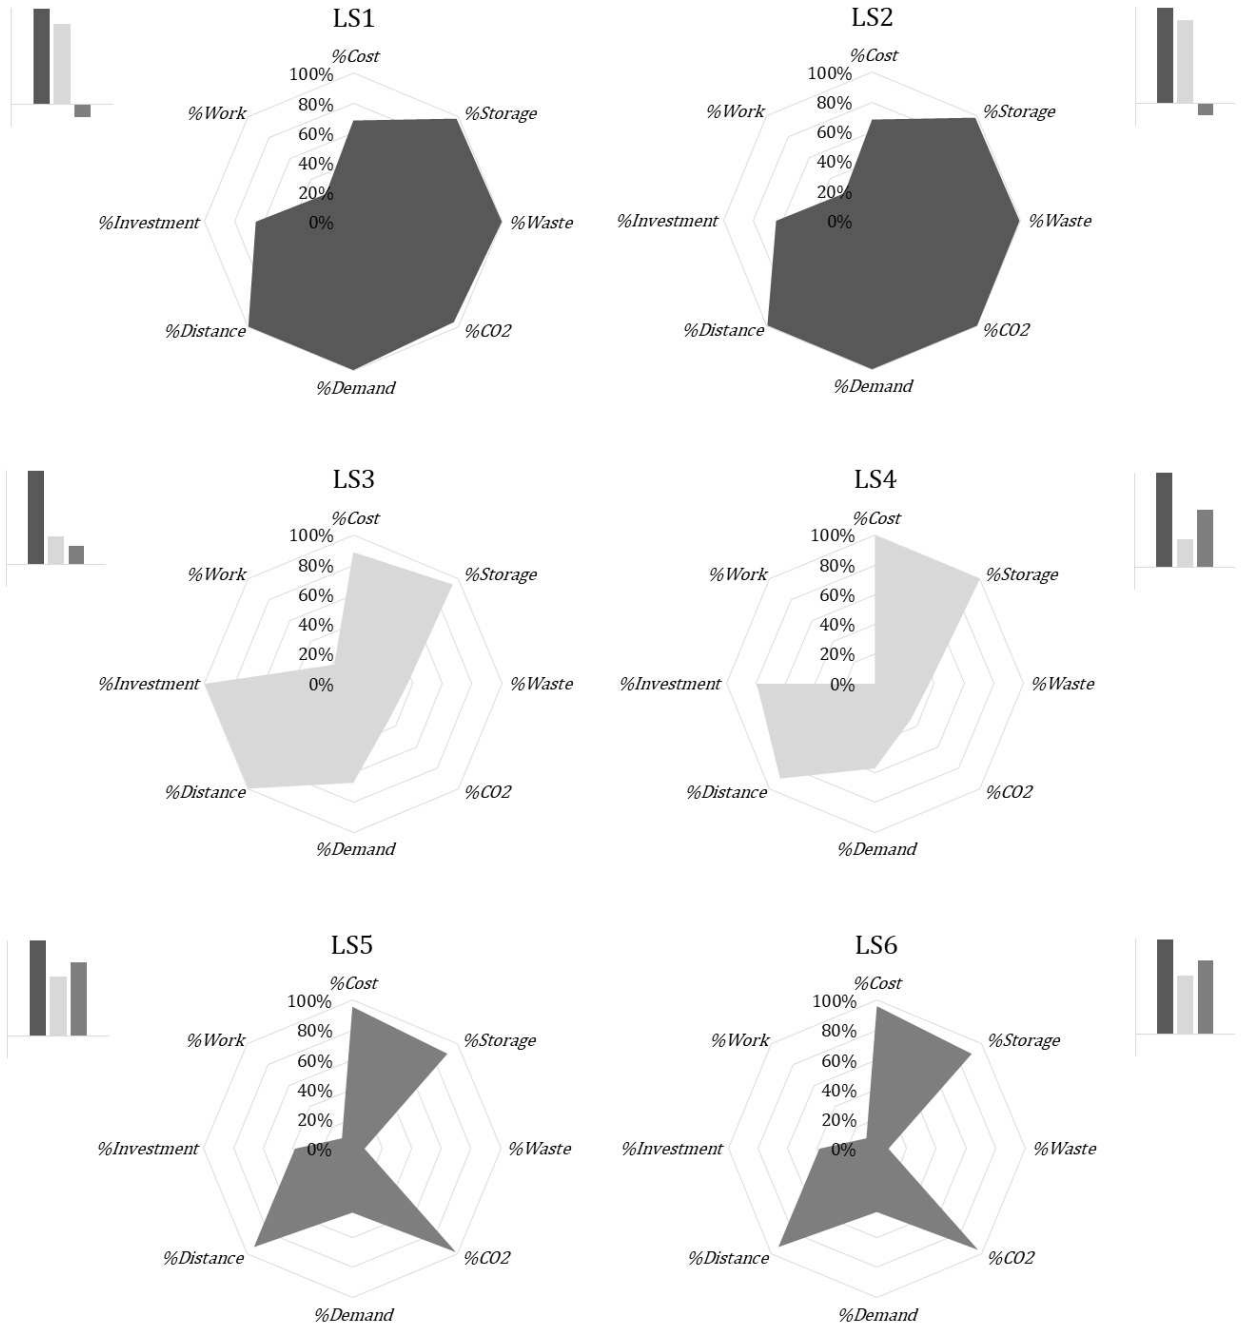 LS1
%Cost
100%
80%
60%
40%
20%
0%
%Storage
%Waste
%CO2
%Demand
%Distance
%Investment
%Work
LS2
%Cost
100%
80%
60%
40%
20%
0%
%Storage
%Waste
%CO2
%Demand
%Distance
%Investment
%Work
LS3
%Cost
100%
80%
60%
40%
20%
0%
%Storage
%Waste
%CO2
%Demand
%Distance
%Investment
%Work
LS4
%Cost
100%
80%
60%
40%
20%
0%
%Storage
%Waste
%CO2
%Demand
%Distance
%Investment
%Work
LS5
%Cost
100%
80%
60%
40%
20%
0%
%Storage
%Waste
%CO2
%Demand
%Distance
%Investment
%Work
LS6
%Cost
100%
80%
60%
40%
20%
0%
%Storage
%Waste
%CO2
%Demand
%Distance
%Investment
%Work